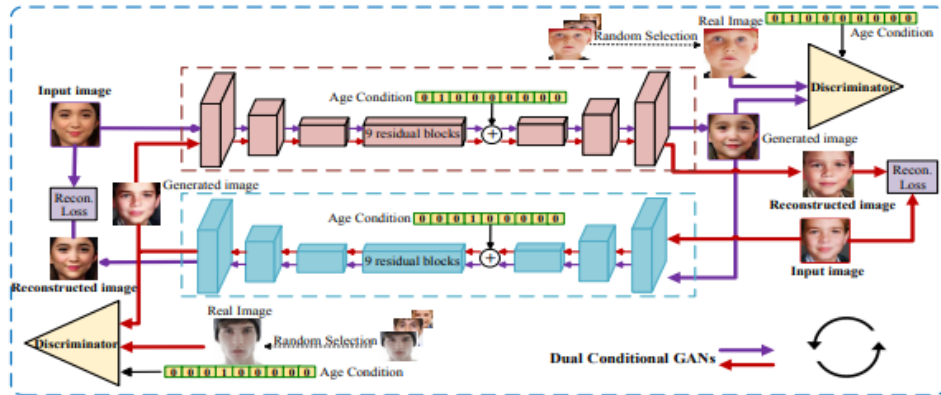 Real Image
0 1 0 0 0 0 0 0 0
Random Selection
Age Condition
Input image
Age Condition 0 1 0 0 0 0 0 0 0
Discriminator
9 residual blocks
+
Generated image
Generated image
Recon.
Loss
Recon.
Loss
Reconstructed image
Age Condition
0 0 0 1 0 0 0 0 0
9 residual blocks
+
Input image
Reconstructed image
Real Image
Discriminator
Random Selection
Dual Conditional GANs
0 0 0 1 0 0 0 0 0 Age Condition